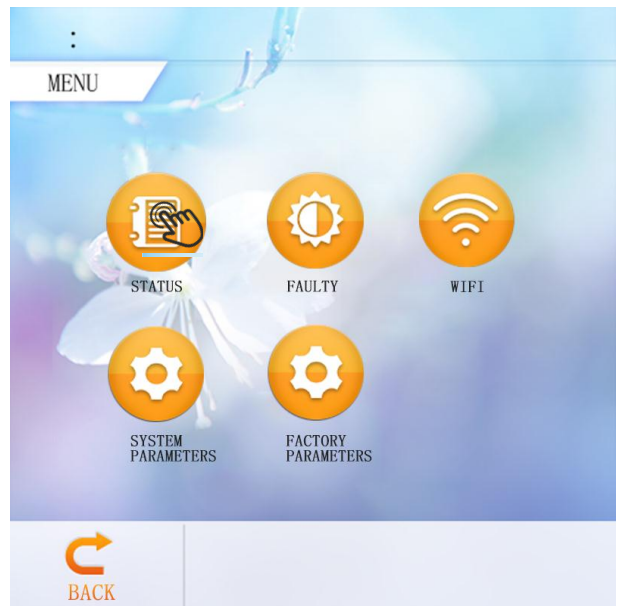 :
MENU
STATUS
FAULTY
WIFI
SYSTEM
PARAMETERS
FACTORY
PARAMETERS
BACK